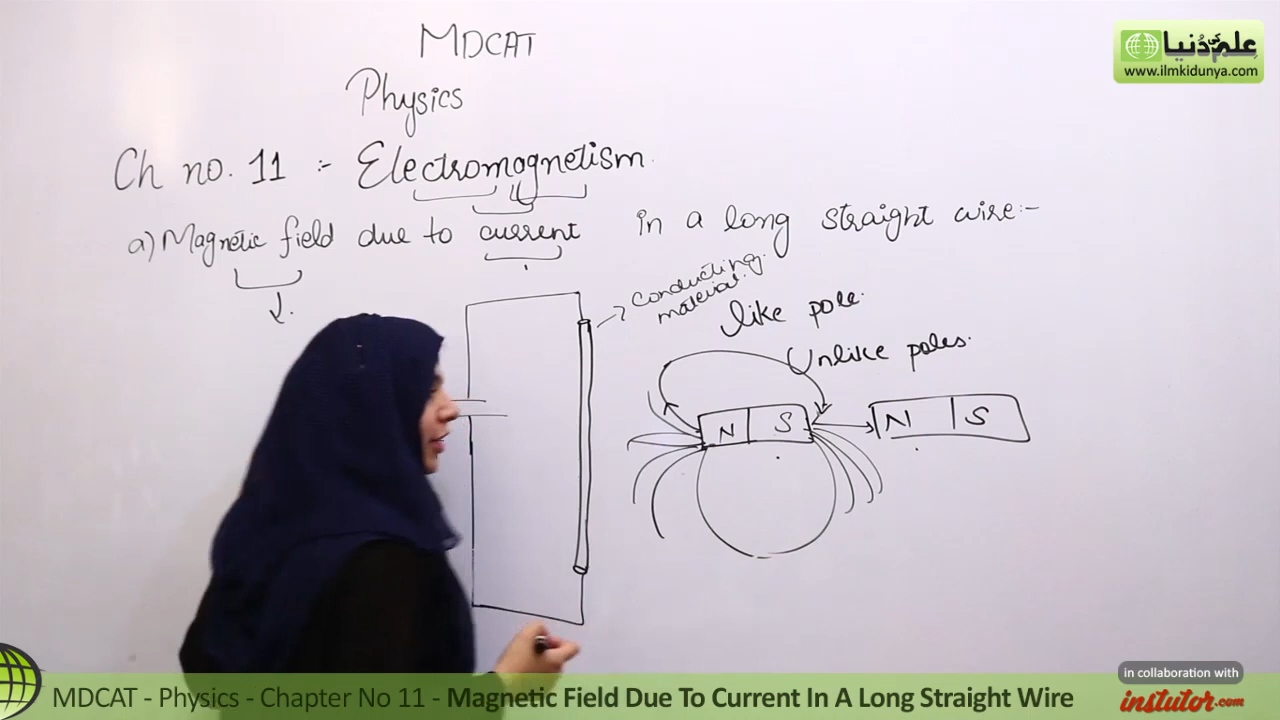 MDCAT
Physics
Ch no. 11 :- Electromagnetism.
a) Magnetic field due to current in a long straight wire:-
Conducting material.
like pole.
Unlike poles.
N S
N S
علم کی دنیا
www.ilmkidunya.com
in collaboration with
instutor.com
MDCAT - Physics - Chapter No 11 - Magnetic Field Due To Current In A Long Straight Wire